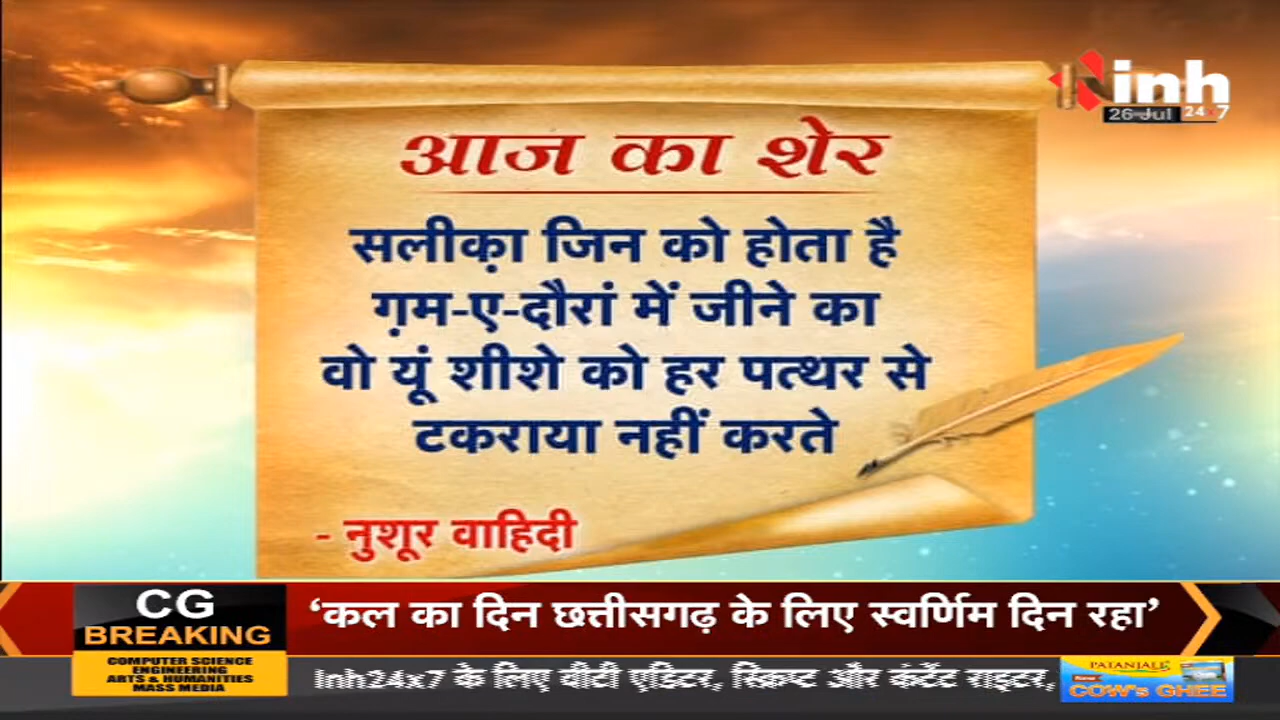 inh
26 Jul 24x7
आज का शेर
सलीक़ा जिन को होता है
ग़म-ए-दौरां में जीने का
वो यूं शीशे को हर पत्थर से
टकराया नहीं करते
- नुशूर वाहिदी
CG
BREAKING
‘कल का दिन छत्तीसगढ़ के लिए स्वर्णिम दिन रहा’
COMPUTER SCIENCE
ENGINEERING
ARTS & HUMANITIES
MASS MEDIA
Inh24x7 के लिए वीटी एडिटर, स्क्रिप्ट और कंटेंट राइटर,
PATANJALI
New
COW's GHEE